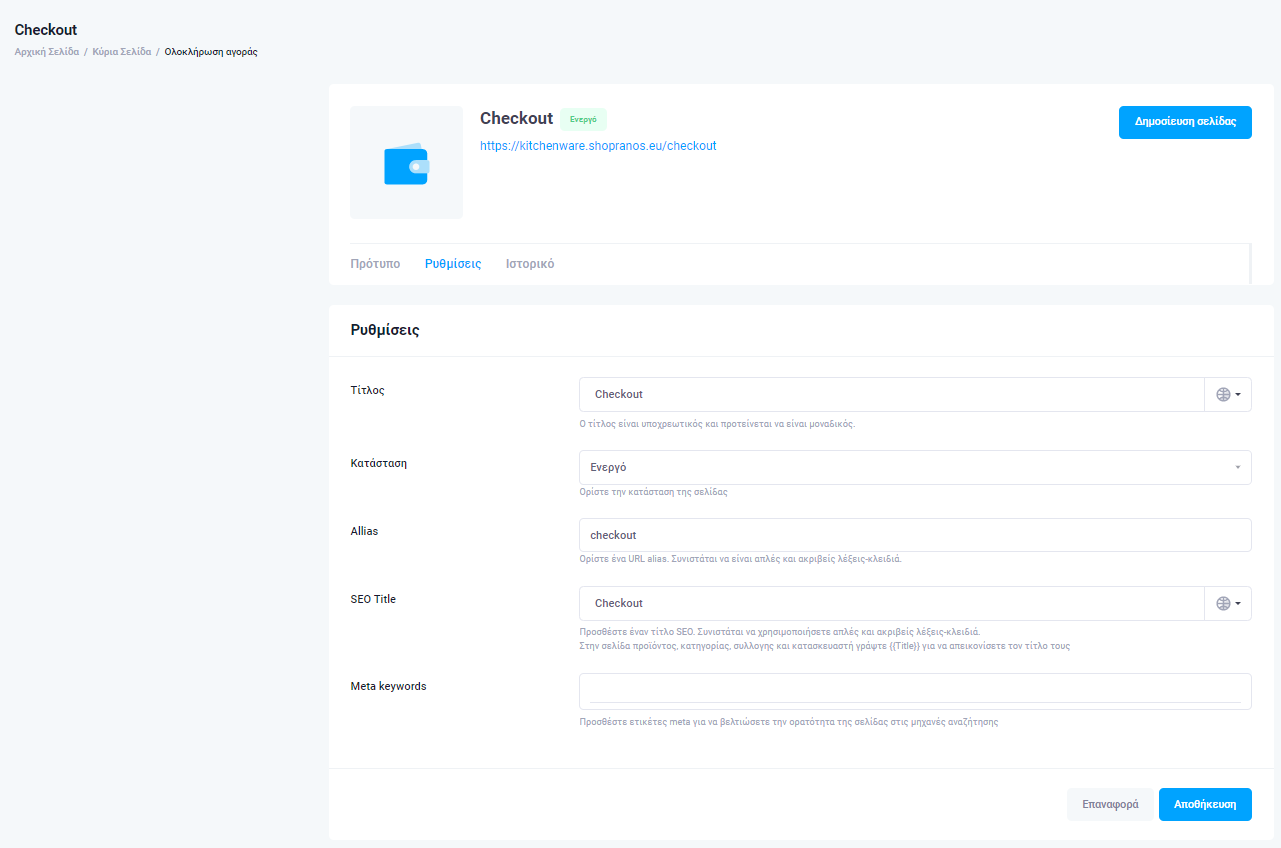 Checkout
Αρχική Σελίδα / Κύρια Σελίδα / Ολοκλήρωση αγοράς
Checkout Ενεργό
Δημοσίευση σελίδας
https://kitchenware.shopranos.eu/checkout
Πρότυπο Ρυθμίσεις Ιστορικό
Ρυθμίσεις
Τίτλος
Checkout
Ο τίτλος είναι υποχρεωτικός και προτείνεται να είναι μοναδικός.
Κατάσταση
Ενεργό
Ορίστε την κατάσταση της σελίδας
Allias
checkout
Ορίστε ένα URL alias. Συνιστάται να είναι απλές και ακριβείς λέξεις-κλειδιά.
SEO Title
Checkout
Προσθέστε έναν τίτλο SEO. Συνιστάται να χρησιμοποιήσετε απλές και ακριβείς λέξεις-κλειδιά.
Στην σελίδα προϊόντος, κατηγορίας, συλλογης και κατασκευαστή γράψτε {{Title}} για να απεικονίσετε τον τίτλο τους
Meta keywords
Προσθέστε ετικέτες meta για να βελτιώσετε την ορατότητα της σελίδας στις μηχανές αναζήτησης
Επαναφορά Αποθήκευση